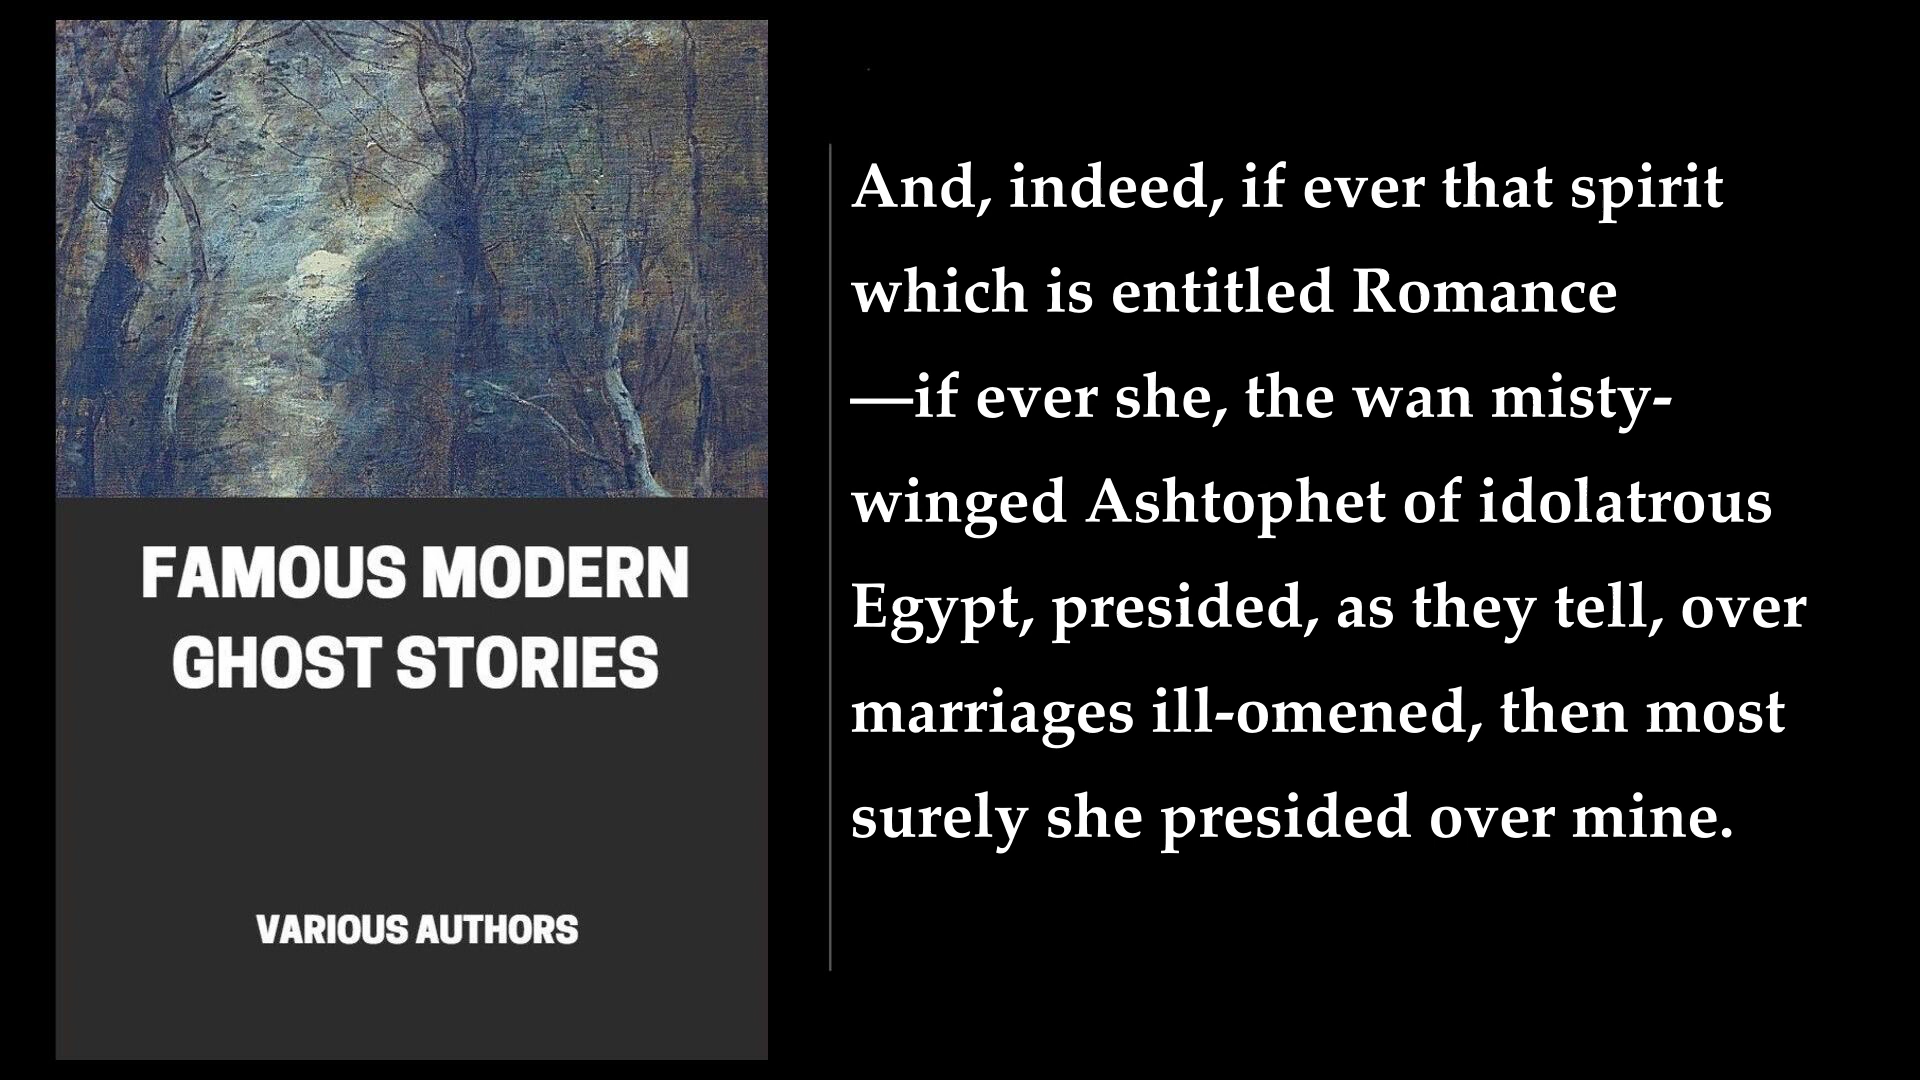 FAMOUS MODERN
GHOST STORIES
VARIOUS AUTHORS
And, indeed, if ever that spirit
which is entitled Romance
—if ever she, the wan misty-
winged Ashtophet of idolatrous
Egypt, presided, as they tell, over
marriages ill-omened, then most
surely she presided over mine.